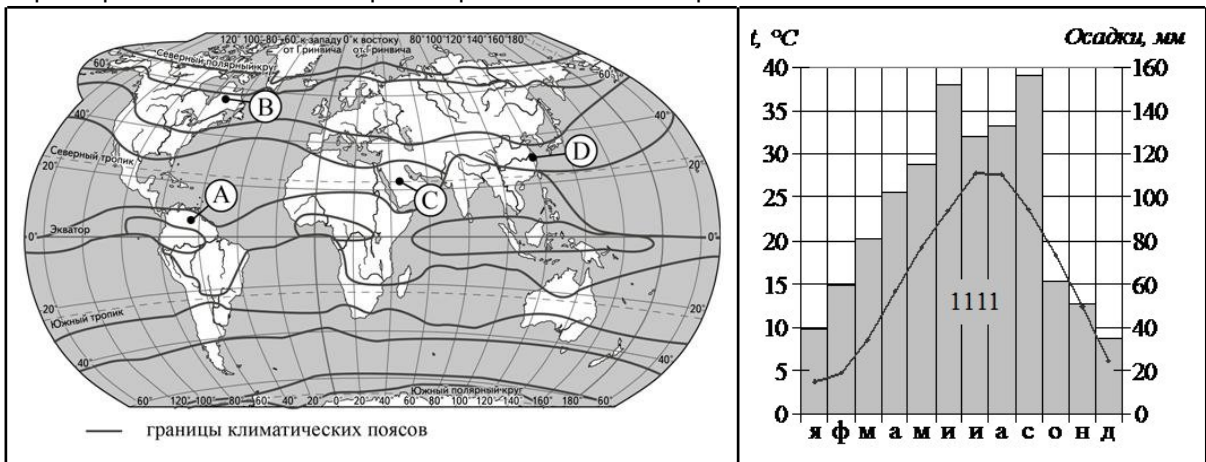 120° 100° 80° 60° к западу 0° к востоку 80° 100° 120° 140° 160° 180°
от Гринвича от Гринвича
Северный полярный круг
60° 60°
40° 40°
B
D
Северный тропик
20° 20°
C
A
Экватор
0° 0°
20° 20°
Южный тропик
40° 40°
Южный полярный круг
60° 120° 100° 80° 60° 40° 20° 0° 20° 40° 60° 80° 100° 120° 140° 160° 180° 60°
границы климатических поясов
t, °C Осадки, мм
40 160
35 140
30 120
25 100
20 80
15 60
10 40
5 20
0 0
1111
я ф м а м и и а с о н д